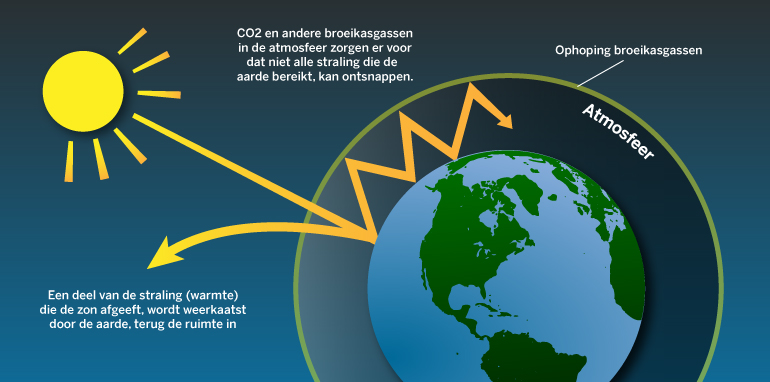 CO2 en andere broeikasgassen
in de atmosfeer zorgen er voor
dat niet alle straling die de
aarde bereikt, kan ontsnappen.
Ophoping broeikasgassen
Atmosfeer
Een deel van de straling (warmte)
die de zon afgeeft, wordt weerkaatst
door de aarde, terug de ruimte in